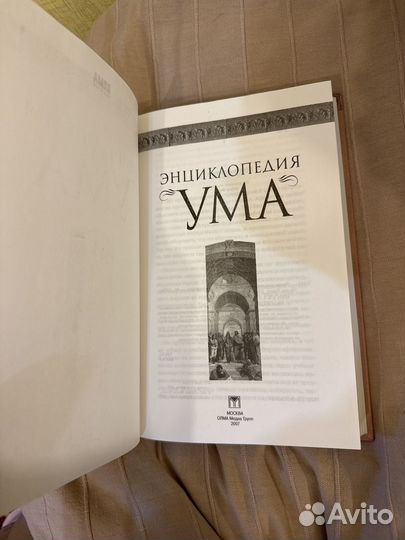 ЭНЦИКЛОПЕДИЯ
УМА
МОСКВА
ОЛМА Медиа Групп
2007
Avito